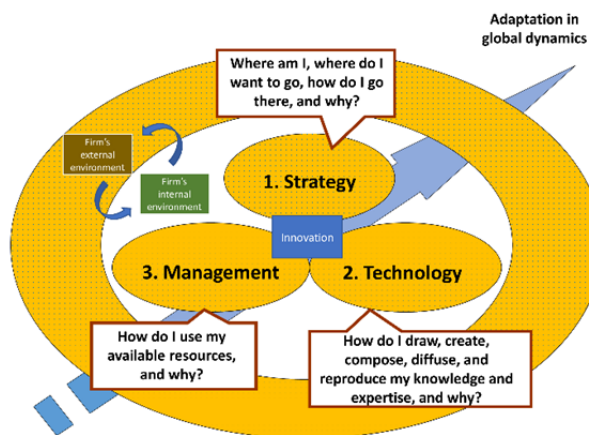 Adaptation in
global dynamics
Where am I, where do I
want to go, how do I go
there, and why?
Firm's
external
environment
Firm's
internal
environment
1. Strategy
Innovation
3. Management
2. Technology
How do I use my
available resources,
and why?
How do I draw, create,
compose, diffuse, and
reproduce my knowledge and
expertise, and why?